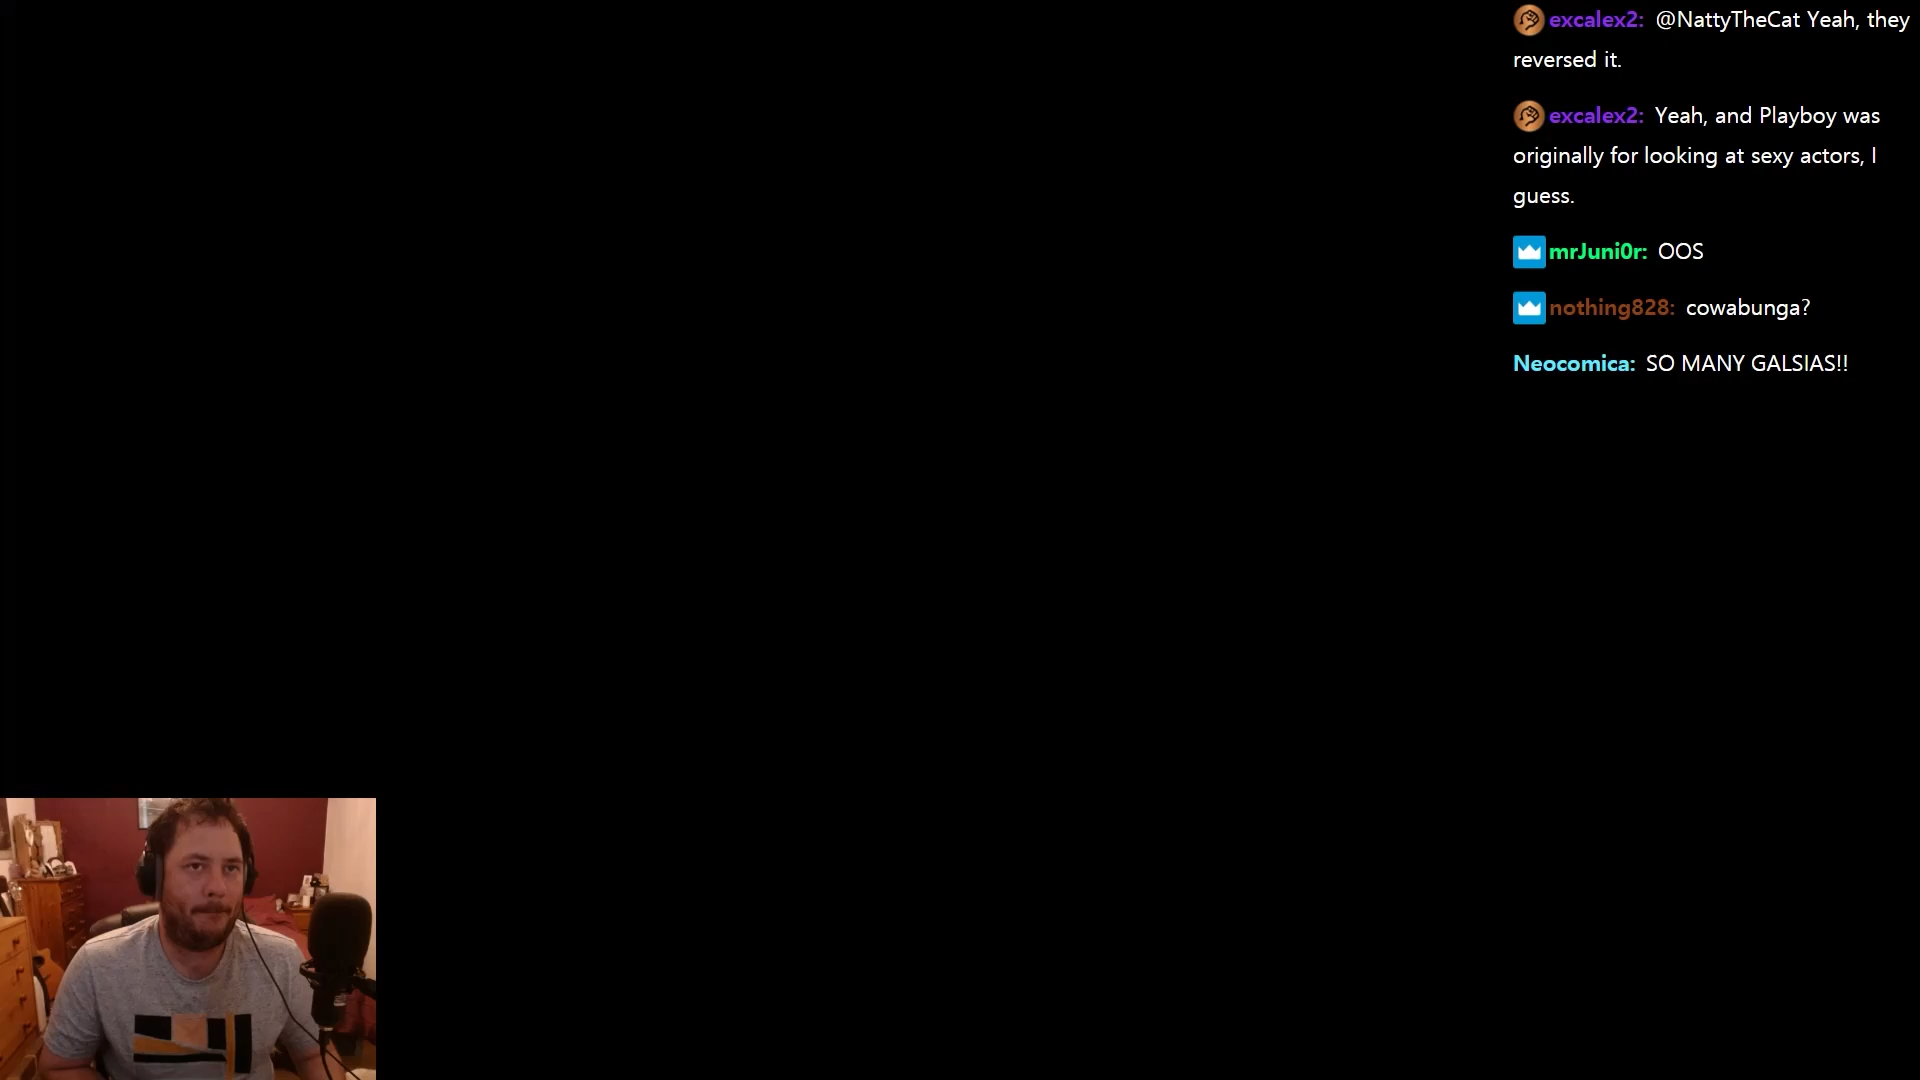 excalex2: @NattyTheCat Yeah, they
reversed it.
excalex2: Yeah, and Playboy was
originally for looking at sexy actors, I
guess.
mrJuni0r: OOS
nothing828: cowabunga?
Neocomica: SO MANY GALSIAS!!